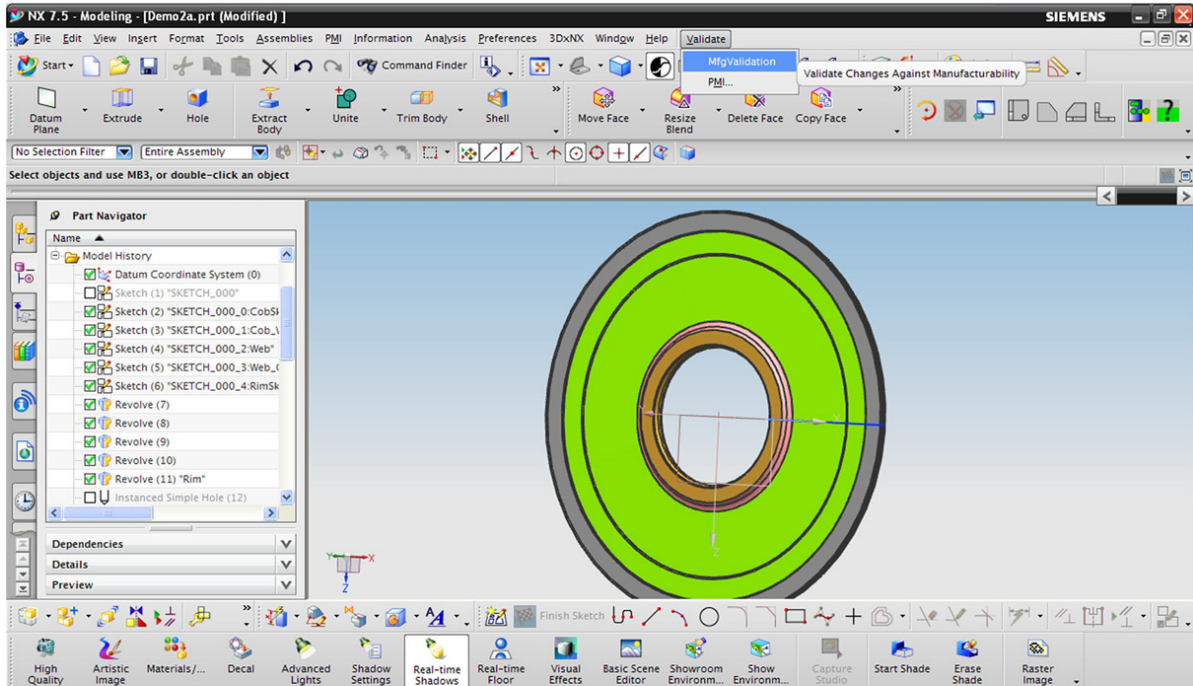 NX 7.5 - Modeling - [Demo2a.prt (Modified) ] SIEMENS
File Edit View Insert Format Tools Assemblies PMI Information Analysis Preferences 3DxNX Window Help Validate
Start Command Finder
MfgValidation
PMI...
Validate Changes Against Manufacturability
Datum Plane Extrude Hole Extract Body Unite Trim Body Shell Move Face Resize Blend Delete Face Copy Face
No Selection Filter Entire Assembly
Select objects and use MB3, or double-click an object
Part Navigator
Name
Model History
Datum Coordinate System (0)
Sketch (1) "SKETCH_000"
Sketch (2) "SKETCH_000_0:CobSk
Sketch (3) "SKETCH_000_1:Cob_
Sketch (4) "SKETCH_000_2:Web"
Sketch (5) "SKETCH_000_3:Web_
Sketch (6) "SKETCH_000_4:RimSk
Revolve (7)
Revolve (8)
Revolve (9)
Revolve (10)
Revolve (11) "Rim"
Instanced Simple Hole (12)
Dependencies
Details
Preview
X
Z
Y X
Z
Finish Sketch
High Quality Artistic Image Materials/... Decal Advanced Lights Shadow Settings Real-time Shadows Real-time Floor Visual Effects Basic Scene Editor Showroom Environm... Show Environm... Capture Studio Start Shade Erase Shade Raster Image